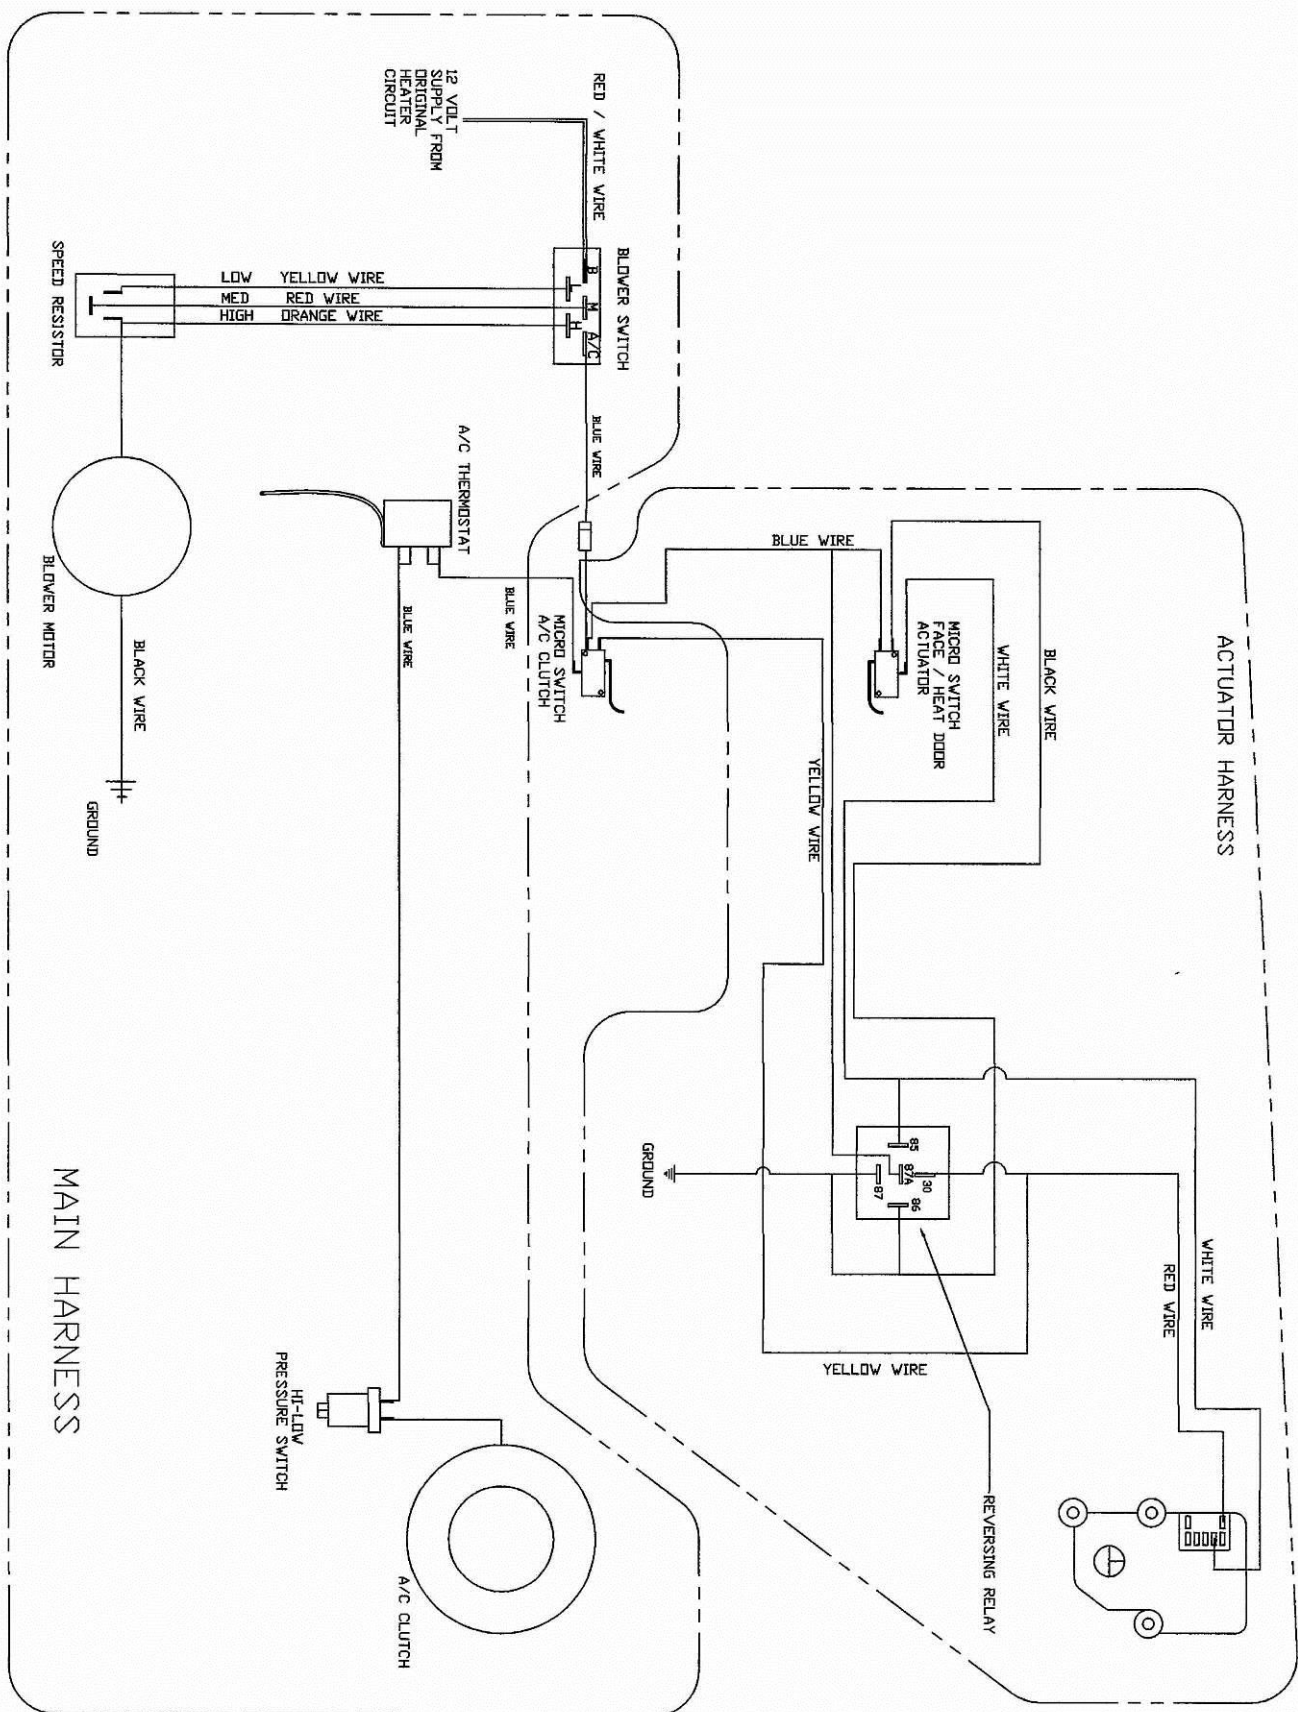 12 VOLT
SUPPLY FROM
ORIGINAL
HEATER
CIRCUIT
RED / WHITE WIRE
BLOWER SWITCH
B
L
M
H
A/C
LOW YELLOW WIRE
MED RED WIRE
HIGH ORANGE WIRE
SPEED RESISTOR
BLOWER MOTOR
BLACK WIRE
GROUND
BLUE WIRE
A/C THERMOSTAT
BLUE WIRE
BLUE WIRE
MICRO SWITCH
A/C CLUTCH
BLUE WIRE
MICRO SWITCH
FACE / HEAT DOOR
ACTUATOR
WHITE WIRE
BLACK WIRE
ACTUATOR HARNESS
YELLOW WIRE
85
87A
30
87
86
GROUND
YELLOW WIRE
WHITE WIRE
RED WIRE
REVERSING RELAY
HI-LOW
PRESSURE SWITCH
A/C CLUTCH
MAIN HARNESS